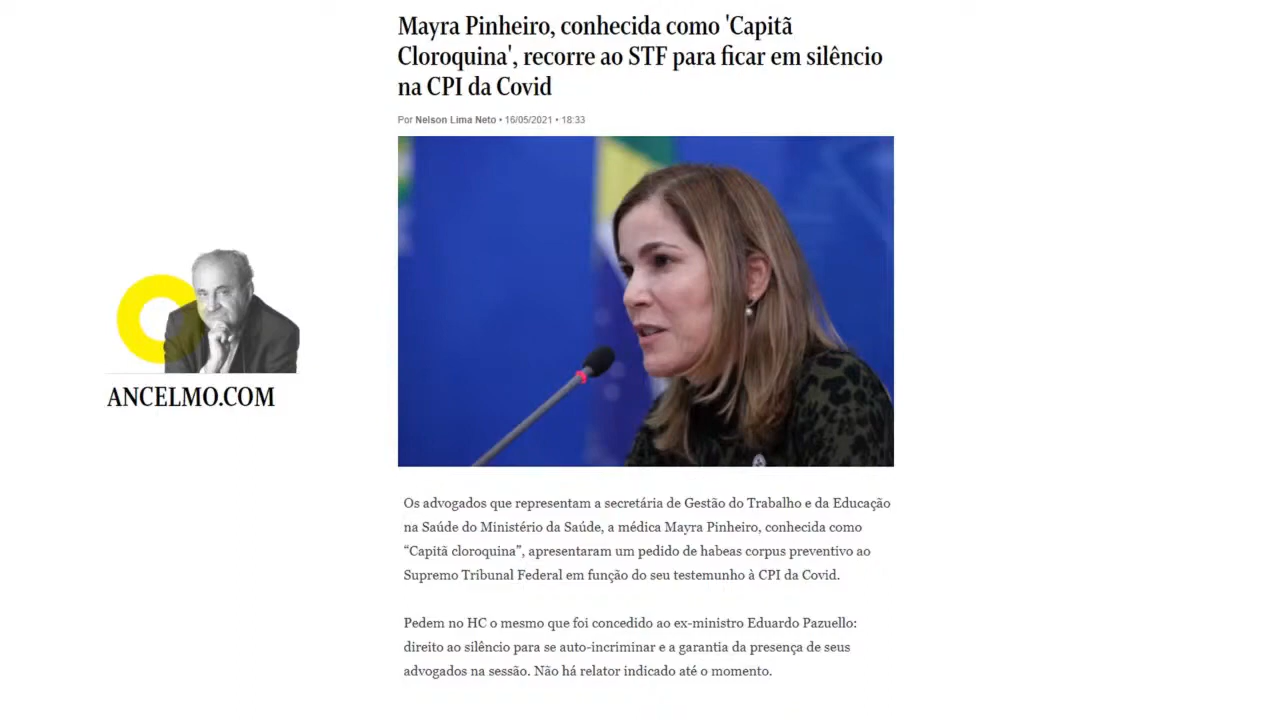 Mayra Pinheiro, conhecida como 'Capitã
Cloroquina', recorre ao STF para ficar em silêncio
na CPI da Covid
Por Nelson Lima Neto • 16/05/2021 • 18:33
ANCELMO.COM
Os advogados que representam a secretária de Gestão do Trabalho e da Educação
na Saúde do Ministério da Saúde, a médica Mayra Pinheiro, conhecida como
“Capitã cloroquina”, apresentaram um pedido de habeas corpus preventivo ao
Supremo Tribunal Federal em função do seu testemunho à CPI da Covid.
Pedem no HC o mesmo que foi concedido ao ex-ministro Eduardo Pazuello:
direito ao silêncio para se auto-incriminar e a garantia da presença de seus
advogados na sessão. Não há relator indicado até o momento.